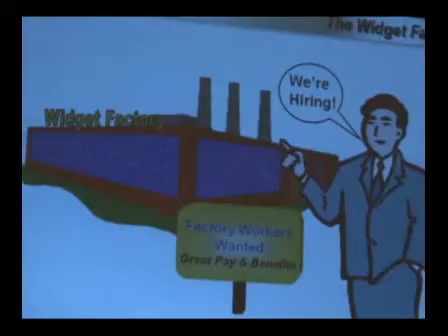 The Widget Fa
We're
Hiring!
Widget Factory
Factory Workers
Wanted
Great Pay & Benefits